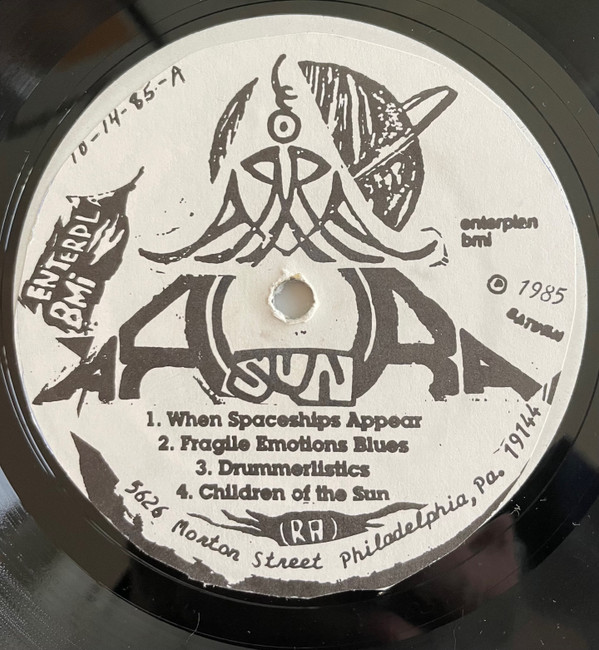 10-14-85-A
ENTERPL
BMi
enterplan
bmi
℗ 1985
SATURN
SUN
RA
1. When Spaceships Appear
2. Fragile Emotions Blues
3. Drummerlistics
4. Children of the Sun
(RA)
5626 Morton Street Philadelphia, Pa. 19144